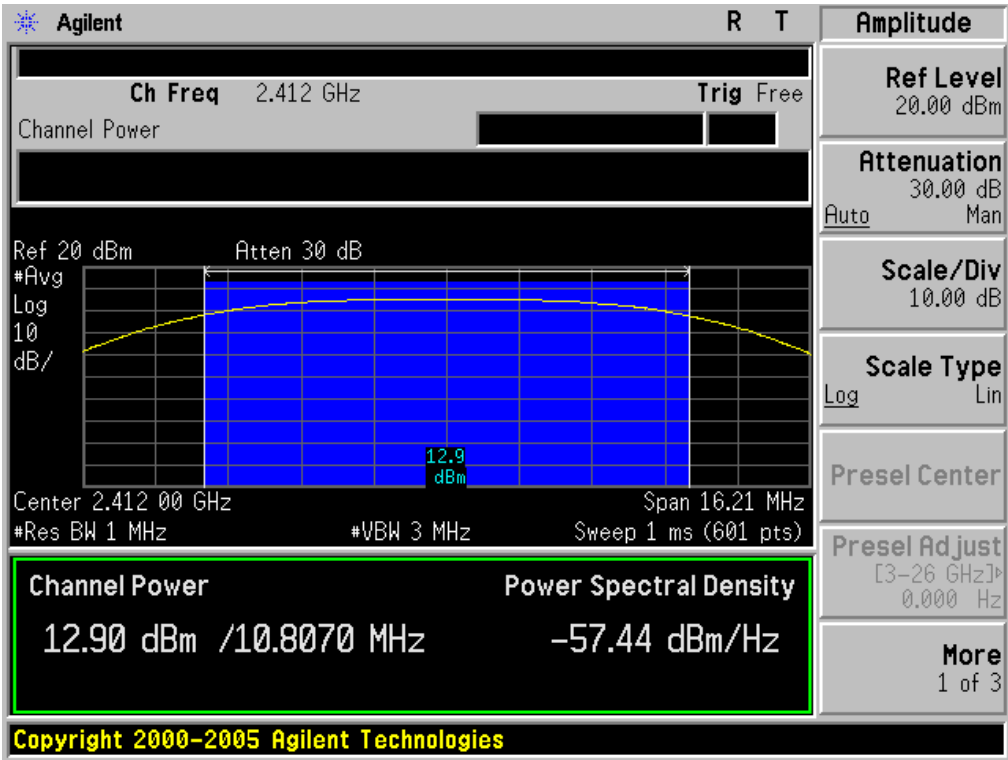 Agilent R T
Ch Freq 2.412 GHz Trig Free
Channel Power
Ref 20 dBm Atten 30 dB
#Avg
Log
10
dB/
12.9
dBm
Center 2.412 00 GHz Span 16.21 MHz
#Res BW 1 MHz #VBW 3 MHz Sweep 1 ms (601 pts)
Channel Power Power Spectral Density
12.90 dBm /10.8070 MHz -57.44 dBm/Hz
Copyright 2000-2005 Agilent Technologies
Amplitude
Ref Level
20.00 dBm
Attenuation
30.00 dB
Auto Man
Scale/Div
10.00 dB
Scale Type
Log Lin
Presel Center
Presel Adjust
[3-26 GHz]
0.000 Hz
More
1 of 3